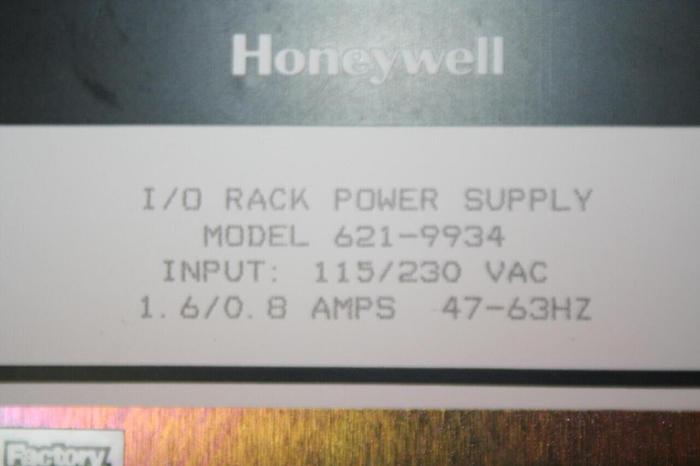 Honeywell
I/O RACK POWER SUPPLY
MODEL 621-9934
INPUT: 115/230 VAC
1.6/0.8 AMPS 47-63HZ
Factory